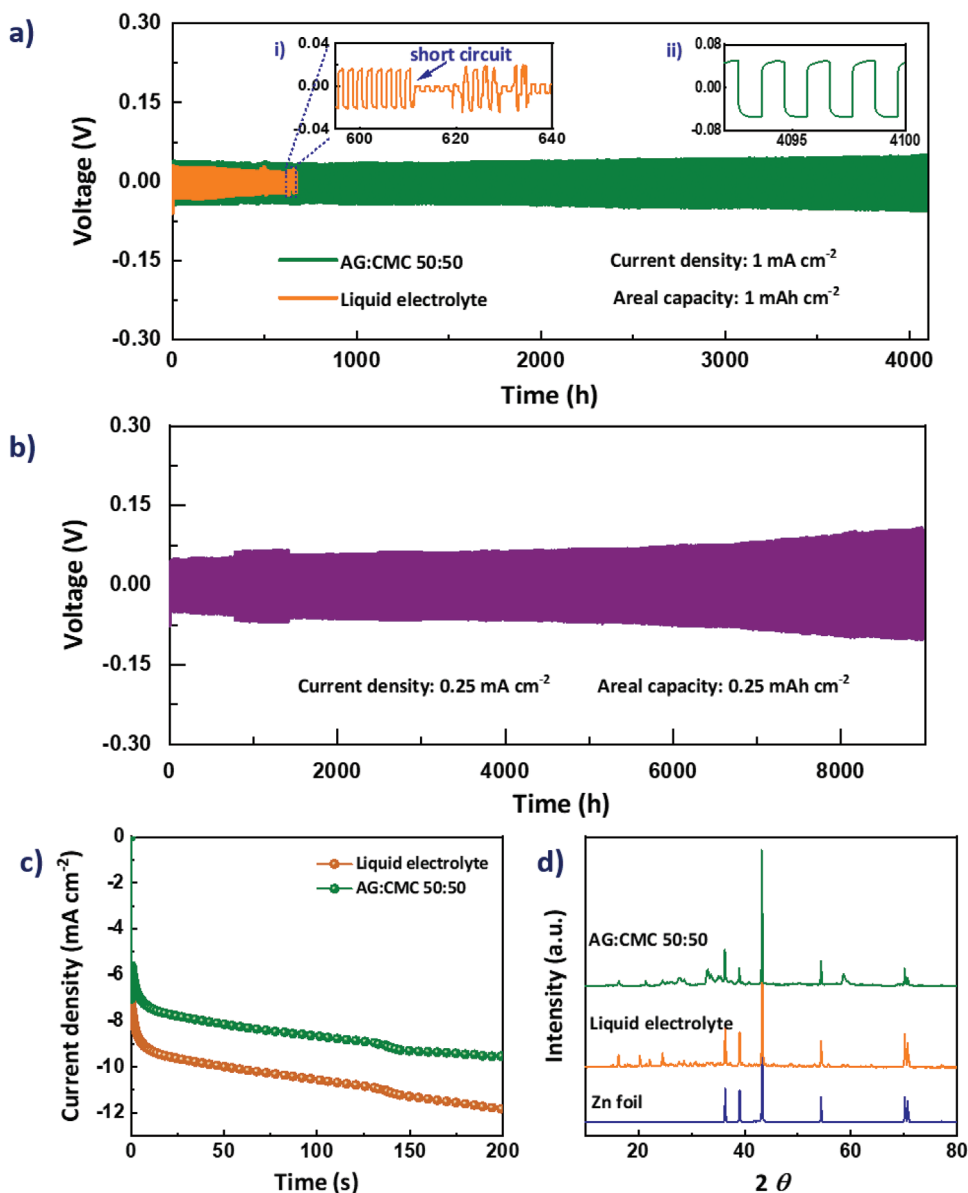 a)
0.30
0.15
0.00
-0.15
-0.30
Voltage (V)
i)
0.04
0.00
-0.04
short circuit
600
620
640
ii)
0.08
0.00
-0.08
4095
4100
AG:CMC 50:50
Liquid electrolyte
Current density: 1 mA cm⁻²
Areal capacity: 1 mAh cm⁻²
0
1000
2000
3000
4000
Time (h)
b)
0.30
0.15
0.00
-0.15
-0.30
Voltage (V)
Current density: 0.25 mA cm⁻²
Areal capacity: 0.25 mAh cm⁻²
0
2000
4000
6000
8000
Time (h)
c)
0
-2
-4
-6
-8
-10
-12
Current density (mA cm⁻²)
Liquid electrolyte
AG:CMC 50:50
0
50
100
150
200
Time (s)
d)
Intensity (a.u.)
AG:CMC 50:50
Liquid electrolyte
Zn foil
20
40
60
80
2 θ